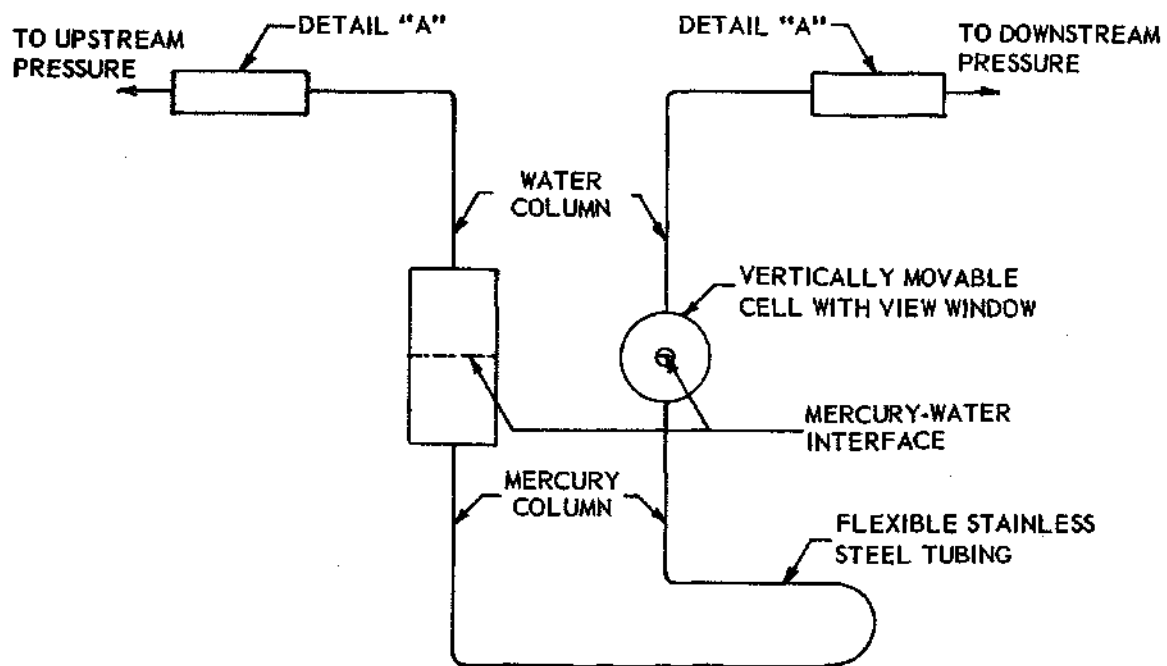 DETAIL "A"
TO UPSTREAM
PRESSURE
DETAIL "A"
TO DOWNSTREAM
PRESSURE
WATER
COLUMN
VERTICALLY MOVABLE
CELL WITH VIEW WINDOW
MERCURY-WATER
INTERFACE
MERCURY
COLUMN
FLEXIBLE STAINLESS
STEEL TUBING